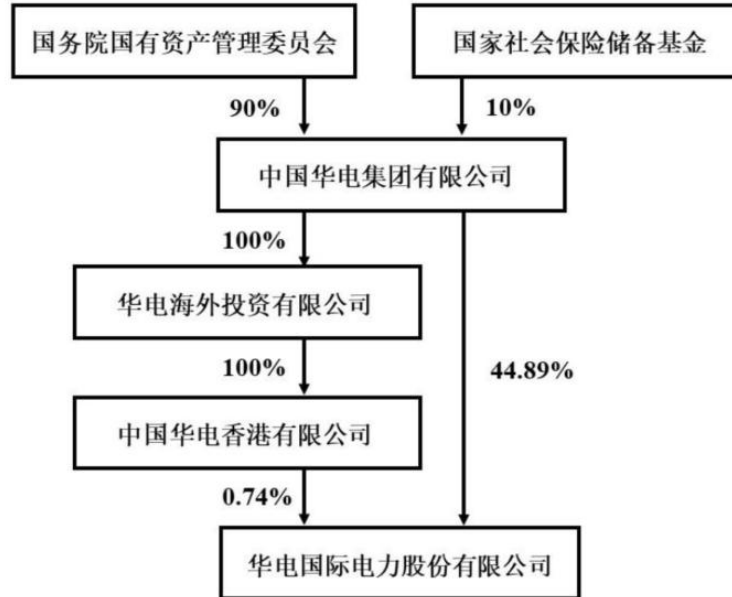 国务院国有资产管理委员会
国家社会保险储备基金
90%
10%
中国华电集团有限公司
100%
华电海外投资有限公司
100%
44.89%
中国华电香港有限公司
0.74%
华电国际电力股份有限公司